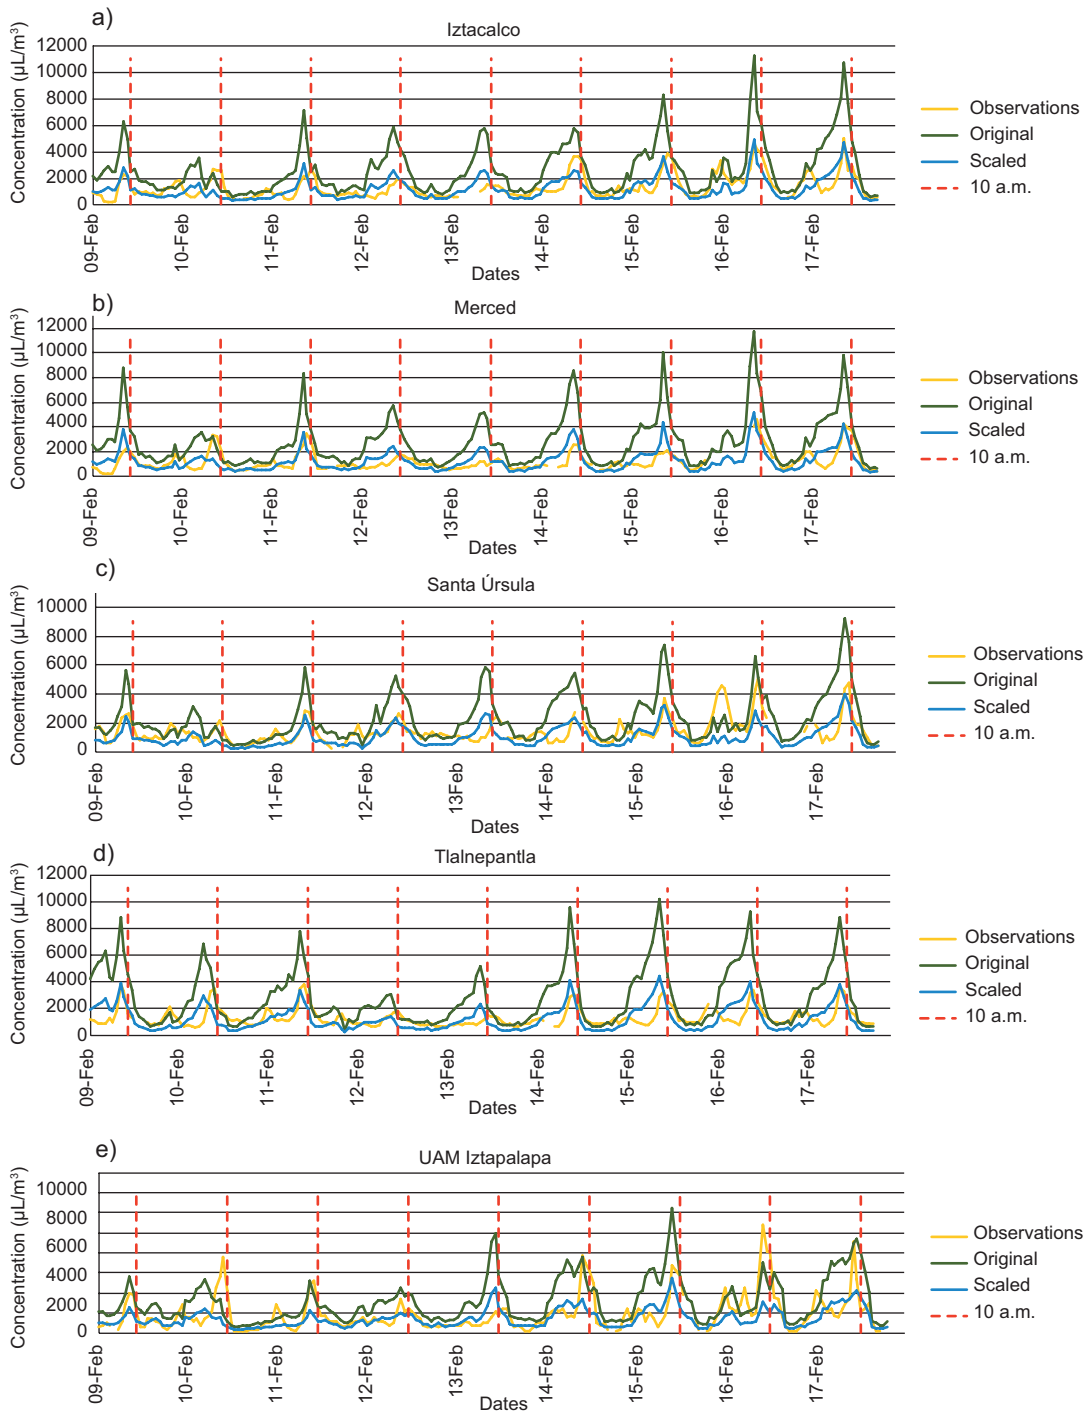 a)
Iztacalco
Concentration (µL/m³)
12000
10000
8000
6000
4000
2000
0
09-Feb
10-Feb
11-Feb
12-Feb
13Feb
14-Feb
15-Feb
16-Feb
17-Feb
Dates
Observations
Original
Scaled
10 a.m.
b)
Merced
Concentration (µL/m³)
12000
10000
8000
6000
4000
2000
0
09-Feb
10-Feb
11-Feb
12-Feb
13-Feb
14-Feb
15-Feb
16-Feb
17-Feb
Dates
Observations
Original
Scaled
10 a.m.
c)
Santa Úrsula
Concentration (µL/m³)
10000
8000
6000
4000
2000
0
09-Feb
10-Feb
11-Feb
12-Feb
13Feb
14-Feb
15-Feb
16-Feb
17-Feb
Dates
Observations
Original
Scaled
10 a.m.
d)
Tlalnepantla
Concentration (µL/m³)
12000
10000
8000
6000
4000
2000
0
09-Feb
10-Feb
11-Feb
12-Feb
13-Feb
14-Feb
15-Feb
16-Feb
17-Feb
Dates
Observations
Original
Scaled
10 a.m.
e)
UAM Iztapalapa
Concentration (µL/m³)
10000
8000
6000
4000
2000
0
09-Feb
10-Feb
11-Feb
12-Feb
13-Feb
14-Feb
15-Feb
16-Feb
17-Feb
Dates
Observations
Original
Scaled
10 a.m.